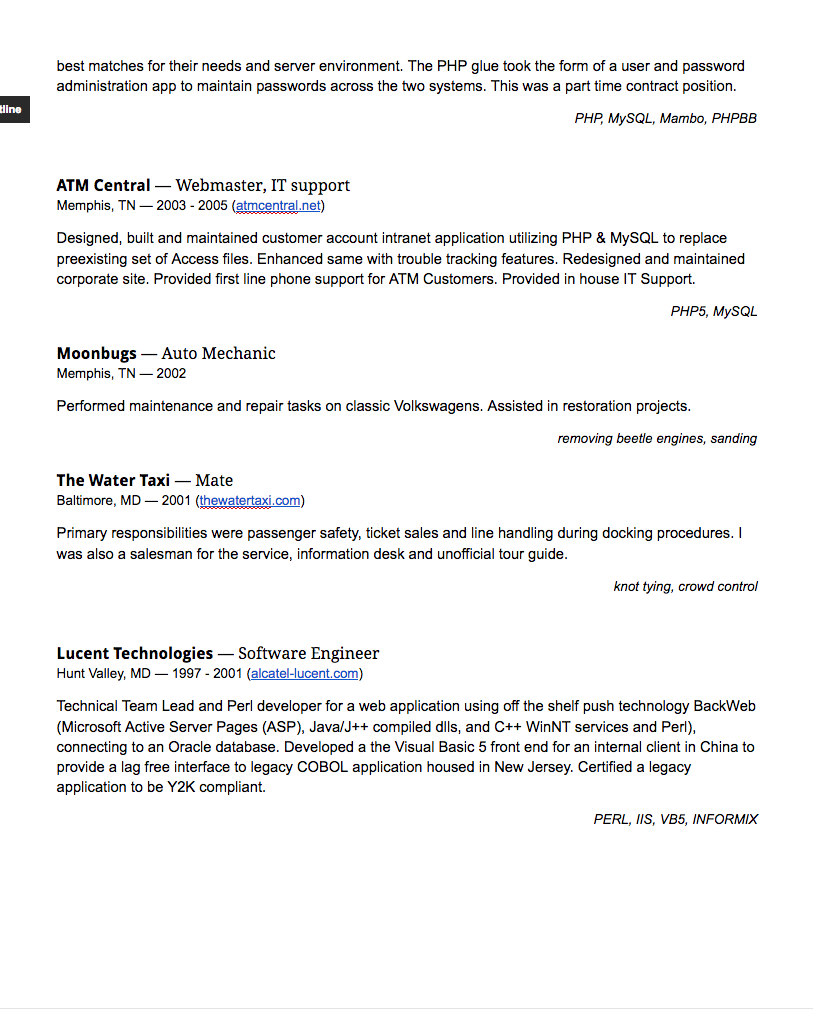 best matches for their needs and server environment. The PHP glue took the form of a user and password
administration app to maintain passwords across the two systems. This was a part time contract position.
tline
PHP, MySQL, Mambo, PHPBB
ATM Central — Webmaster, IT support
Memphis, TN — 2003 - 2005 (atmcentral.net)
Designed, built and maintained customer account intranet application utilizing PHP & MySQL to replace
preexisting set of Access files. Enhanced same with trouble tracking features. Redesigned and maintained
corporate site. Provided first line phone support for ATM Customers. Provided in house IT Support.
PHP5, MySQL
Moonbugs — Auto Mechanic
Memphis, TN — 2002
Performed maintenance and repair tasks on classic Volkswagens. Assisted in restoration projects.
removing beetle engines, sanding
The Water Taxi — Mate
Baltimore, MD — 2001 (thewatertaxi.com)
Primary responsibilities were passenger safety, ticket sales and line handling during docking procedures. I
was also a salesman for the service, information desk and unofficial tour guide.
knot tying, crowd control
Lucent Technologies — Software Engineer
Hunt Valley, MD — 1997 - 2001 (alcatel-lucent.com)
Technical Team Lead and Perl developer for a web application using off the shelf push technology BackWeb
(Microsoft Active Server Pages (ASP), Java/J++ compiled dlls, and C++ WinNT services and Perl),
connecting to an Oracle database. Developed a the Visual Basic 5 front end for an internal client in China to
provide a lag free interface to legacy COBOL application housed in New Jersey. Certified a legacy
application to be Y2K compliant.
PERL, IIS, VB5, INFORMIX